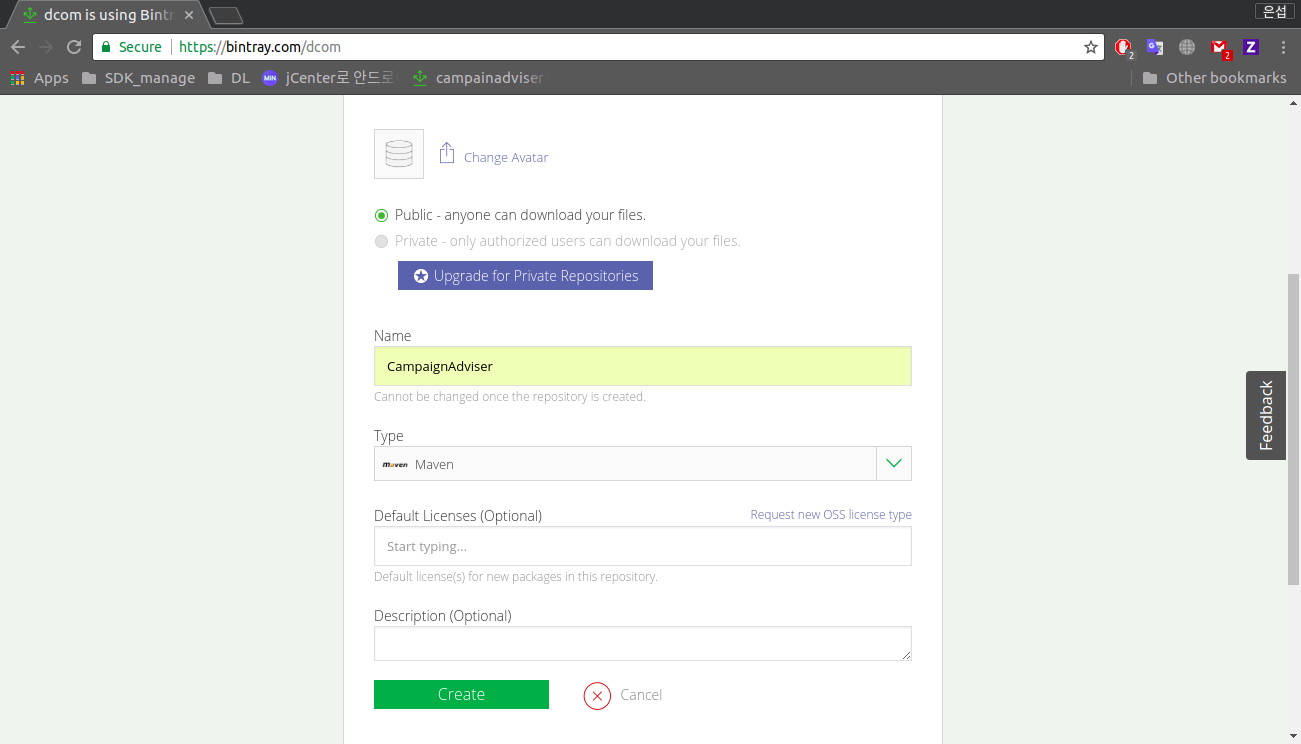 dcom is using Bintr
은섭
Secure https://bintray.com/dcom
2
2
Z
Apps SDK_manage DL MIN jCenter로 안드로 campainadviser
Other bookmarks
Change Avatar
Public - anyone can download your files.
Private - only authorized users can download your files.
Upgrade for Private Repositories
Name
CampaignAdviser
Cannot be changed once the repository is created.
Type
maven Maven
Default Licenses (Optional) Request new OSS license type
Start typing...
Default license(s) for new packages in this repository.
Description (Optional)
Create Cancel
Feedback